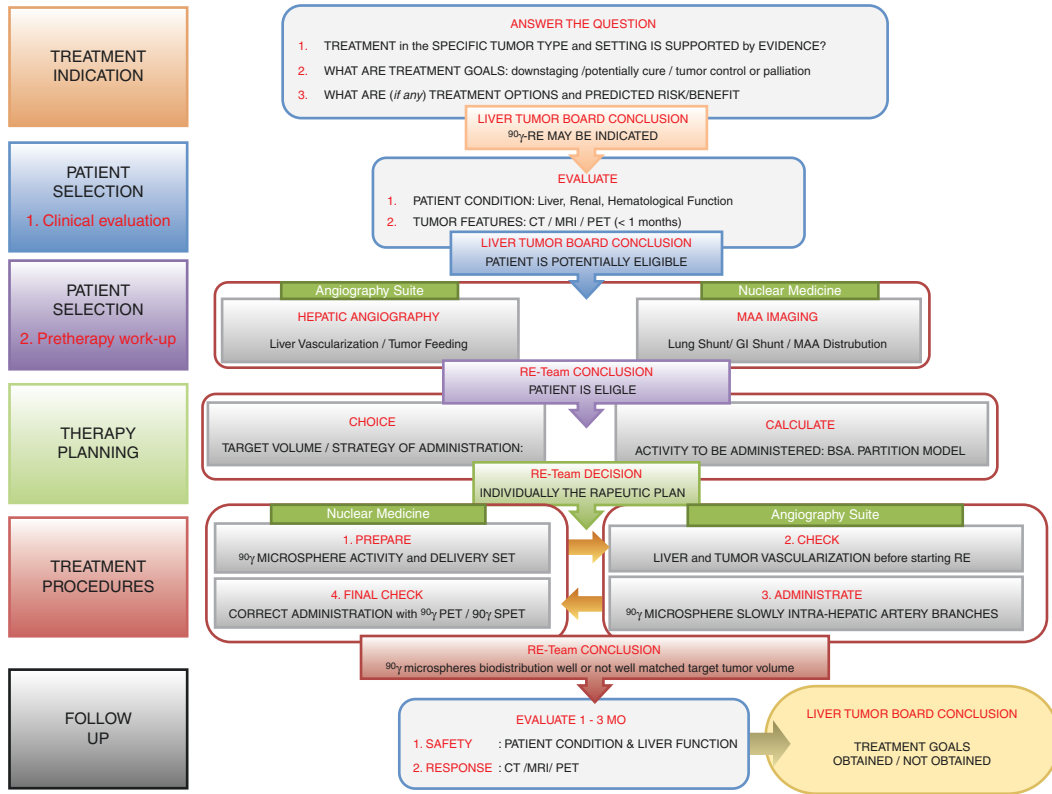 TREATMENT
INDICATION
ANSWER THE QUESTION
1. TREATMENT in the SPECIFIC TUMOR TYPE and SETTING IS SUPPORTED by EVIDENCE?
2. WHAT ARE TREATMENT GOALS: downstaging /potentially cure / tumor control or palliation
3. WHAT ARE (if any) TREATMENT OPTIONS and PREDICTED RISK/BENEFIT
LIVER TUMOR BOARD CONCLUSION
⁹⁰γ-RE MAY BE INDICATED
PATIENT
SELECTION
1. Clinical evaluation
EVALUATE
1. PATIENT CONDITION: Liver, Renal, Hematological Function
2. TUMOR FEATURES: CT / MRI / PET (< 1 months)
LIVER TUMOR BOARD CONCLUSION
PATIENT IS POTENTIALLY ELIGIBLE
PATIENT
SELECTION
2. Pretherapy work-up
Angiography Suite
HEPATIC ANGIOGRAPHY
Liver Vascularization / Tumor Feeding
Nuclear Medicine
MAA IMAGING
Lung Shunt/ GI Shunt / MAA Distrubution
RE-Team CONCLUSION
PATIENT IS ELIGLE
THERAPY
PLANNING
CHOICE
TARGET VOLUME / STRATEGY OF ADMINISTRATION:
CALCULATE
ACTIVITY TO BE ADMINISTERED: BSA. PARTITION MODEL
RE-Team DECISION
INDIVIDUALLY THE RAPEUTIC PLAN
TREATMENT
PROCEDURES
Nuclear Medicine
1. PREPARE
⁹⁰γ MICROSPHERE ACTIVITY and DELIVERY SET
Angiography Suite
2. CHECK
LIVER and TUMOR VASCULARIZATION before starting RE
4. FINAL CHECK
CORRECT ADMINISTRATION with ⁹⁰γ PET / 90γ SPET
3. ADMINISTRATE
⁹⁰γ MICROSPHERE SLOWLY INTRA-HEPATIC ARTERY BRANCHES
RE-Team CONCLUSION
⁹⁰γ microspheres biodistribution well or not well matched target tumor volume
FOLLOW
UP
EVALUATE 1 - 3 MO
1. SAFETY : PATIENT CONDITION & LIVER FUNCTION
2. RESPONSE : CT /MRI/ PET
LIVER TUMOR BOARD CONCLUSION
TREATMENT GOALS
OBTAINED / NOT OBTAINED